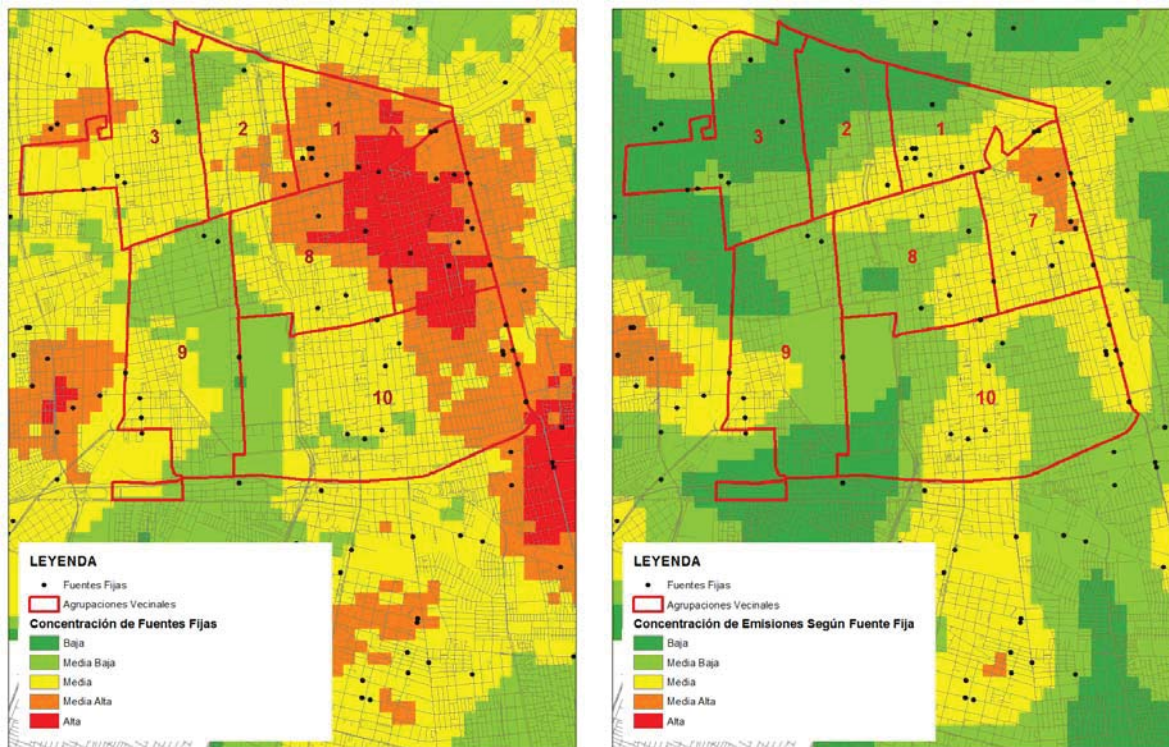 3
2
1
8
9
10
LEYENDA
Fuentes Fijas
Agrupaciones Vecinales
Concentración de Fuentes Fijas
Baja
Media Baja
Media
Media Alta
Alta
3
2
1
7
8
9
10
LEYENDA
Fuentes Fijas
Agrupaciones Vecinales
Concentración de Emisiones Según Fuente Fija
Baja
Media Baja
Media
Media Alta
Alta